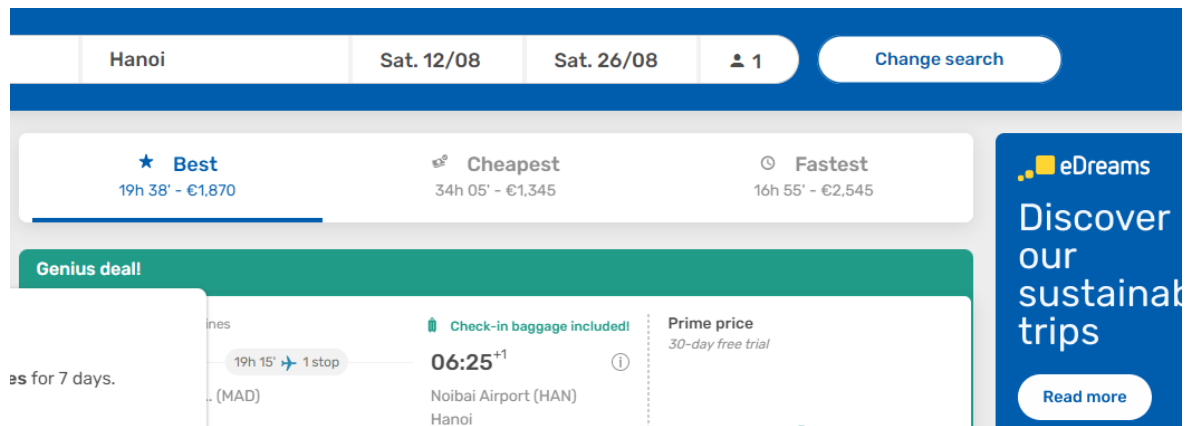 Hanoi
Sat. 12/08
Sat. 26/08
1
Change search
Best
19h 38' - €1,870
Cheapest
34h 05' - €1,345
Fastest
16h 55' - €2,545
eDreams
Discover
our
sustainab
trips
Read more
Genius deal!
ines
19h 15' 1 stop
.. (MAD)
es for 7 days.
Check-in baggage included!
06:25+1
Noibai Airport (HAN)
Hanoi
Prime price
30-day free trial